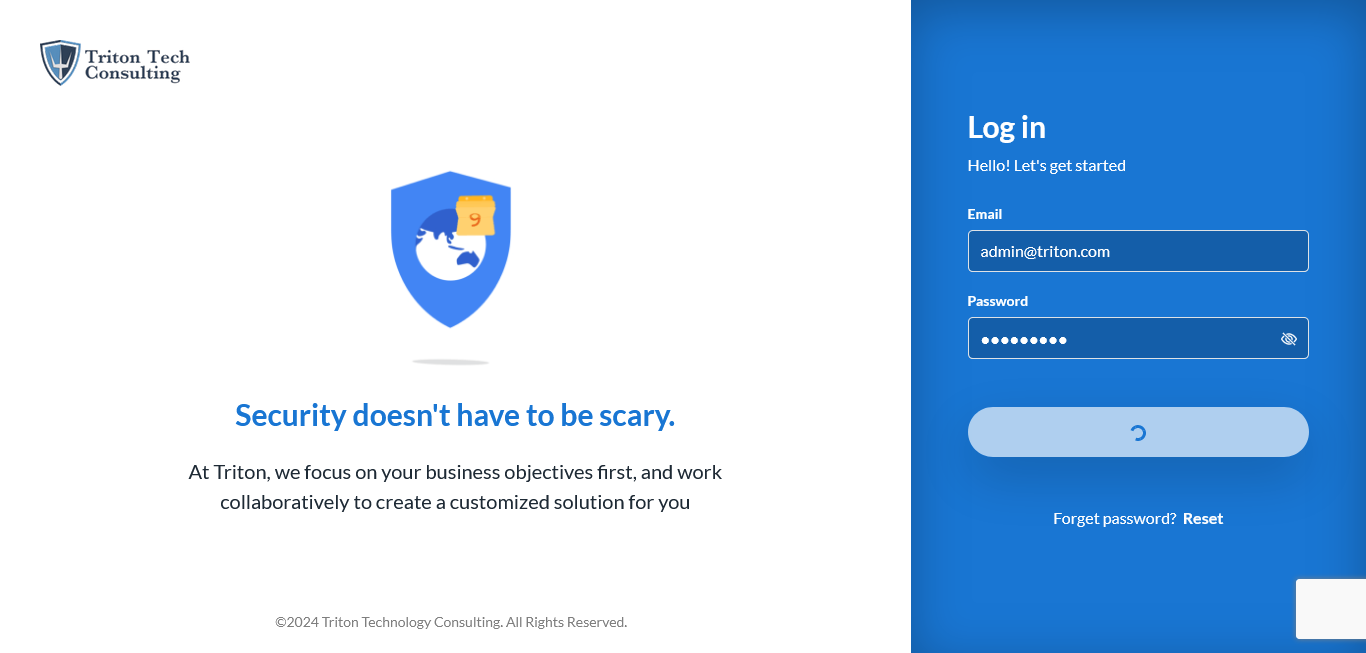 Triton Tech
Consulting
9
Security doesn't have to be scary.
At Triton, we focus on your business objectives first, and work
collaboratively to create a customized solution for you
©2024 Triton Technology Consulting. All Rights Reserved.
Log in
Hello! Let's get started
Email
admin@triton.com
Password
•••••••••
Forget password? Reset